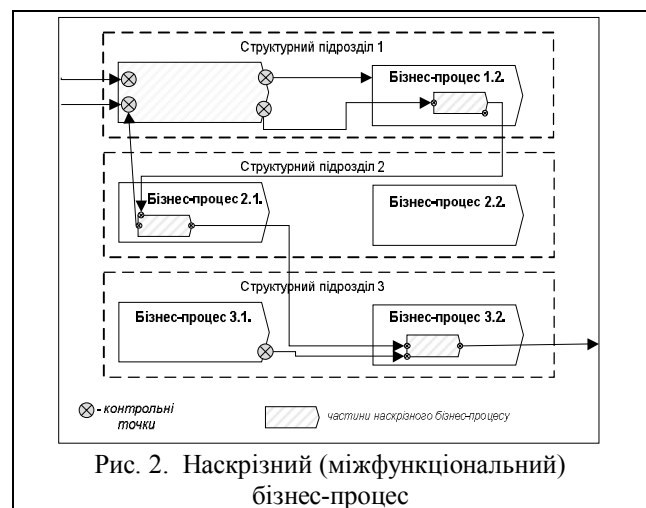 Структурний підрозділ 1
Бізнес-процес 1.2.
Структурний підрозділ 2
Бізнес-процес 2.1.
Бізнес-процес 2.2.
Структурний підрозділ 3
Бізнес-процес 3.1.
Бізнес-процес 3.2.
- контрольні
точки
частини наскрізного бізнес-процесу
Рис. 2. Наскрізний (міжфункціональний)
бізнес-процес